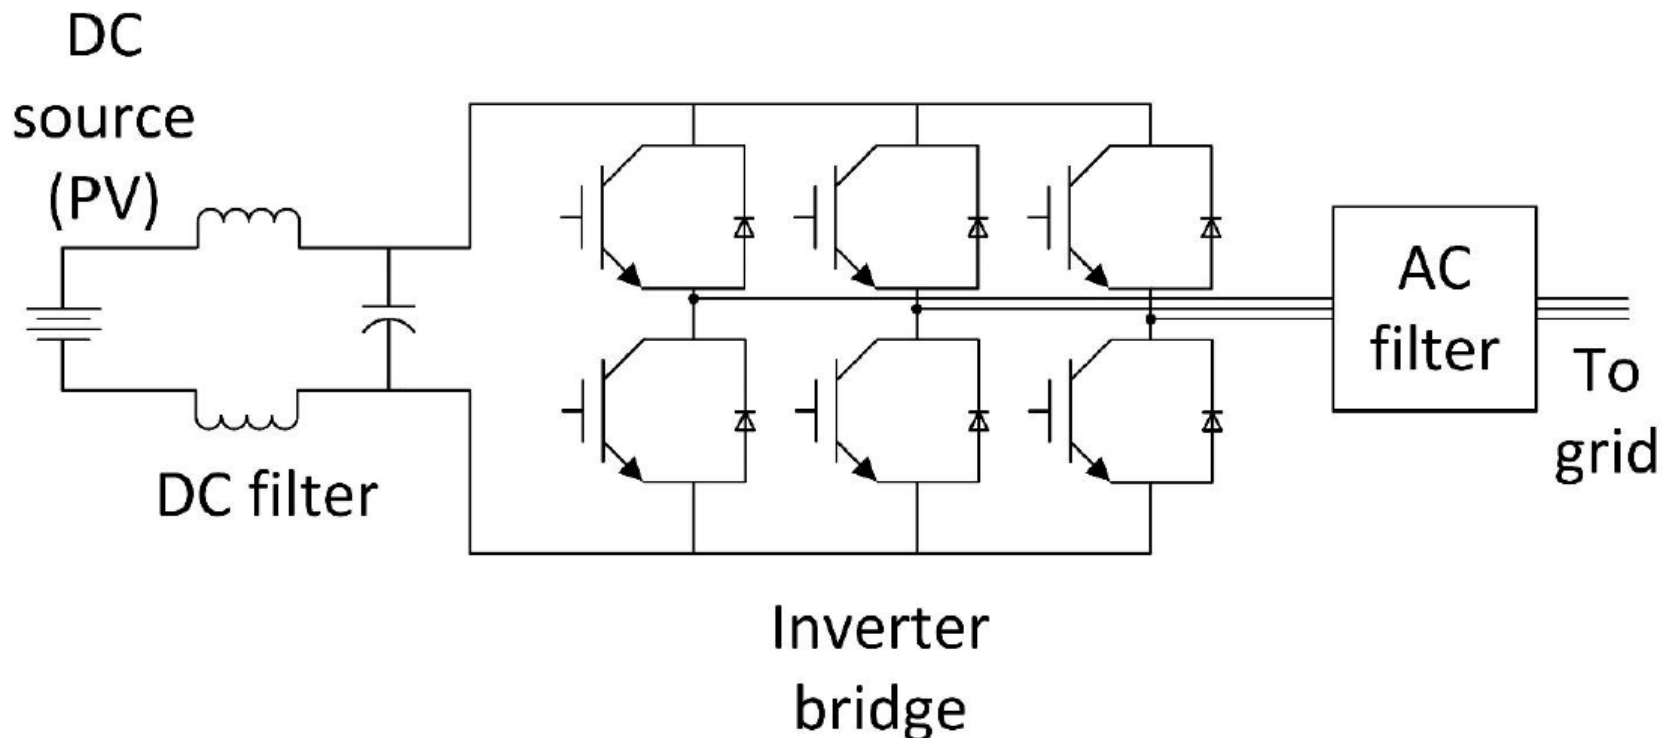 DC
source
(PV)
DC filter
Inverter
bridge
AC
filter
To
grid